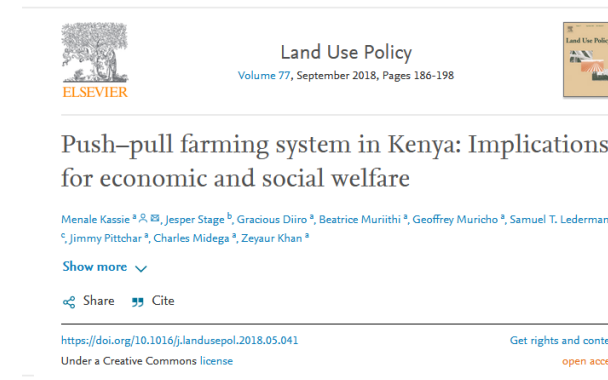 ELSEVIER
Land Use Policy
Volume 77, September 2018, Pages 186-198
Land Use Policy
Push–pull farming system in Kenya: Implications
for economic and social welfare
Menale Kassie a, Jesper Stage b, Gracious Diiro a, Beatrice Muriithi a, Geoffrey Muricho a, Samuel T. Lederman
c, Jimmy Pittchar a, Charles Midega a, Zeyaur Khan a
Show more
Share Cite
https://doi.org/10.1016/j.landusepol.2018.05.041 Get rights and conte
Under a Creative Commons license open acce